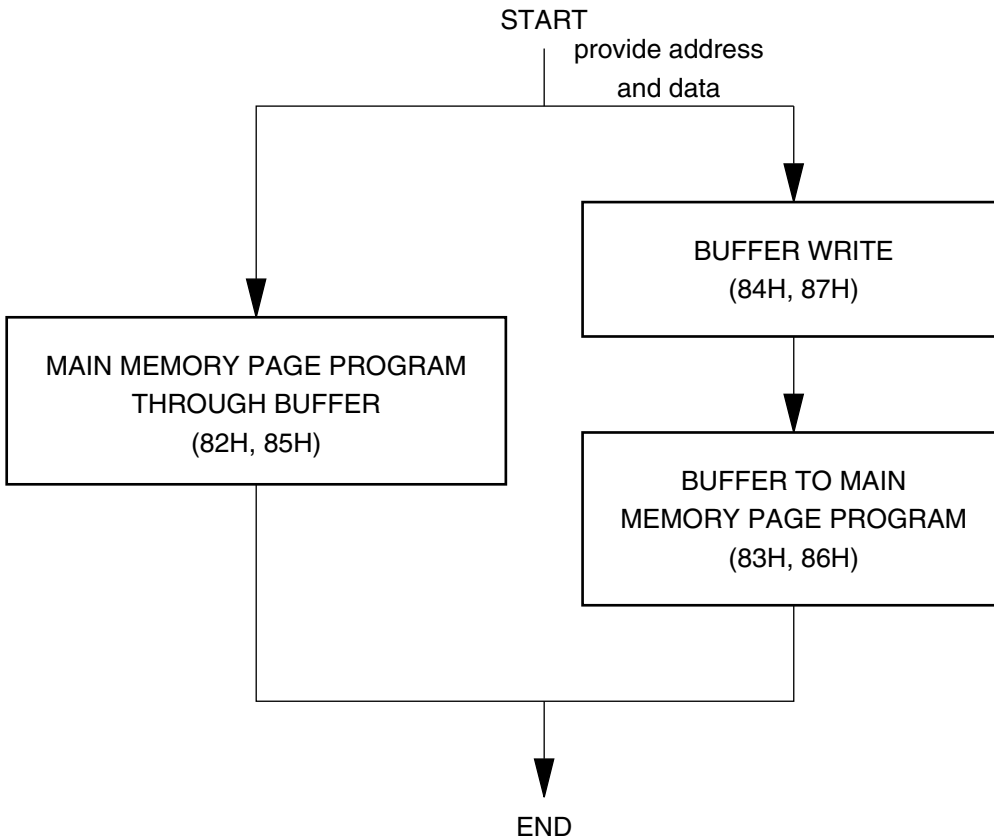 START
provide address
and data
BUFFER WRITE
(84H, 87H)
MAIN MEMORY PAGE PROGRAM
THROUGH BUFFER
(82H, 85H)
BUFFER TO MAIN
MEMORY PAGE PROGRAM
(83H, 86H)
END